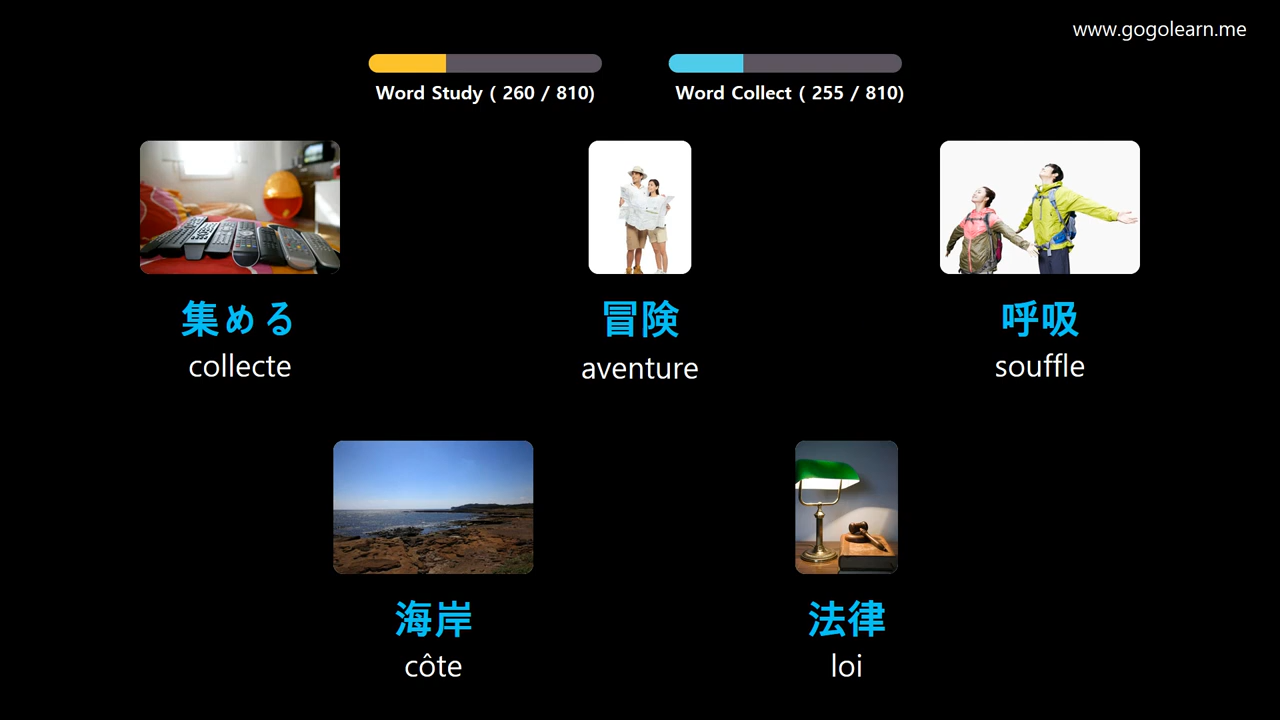 www.gogolearn.me
Word Study ( 260 / 810)
Word Collect ( 255 / 810)
集める
collecte
冒険
aventure
呼吸
souffle
海岸
côte
法律
loi